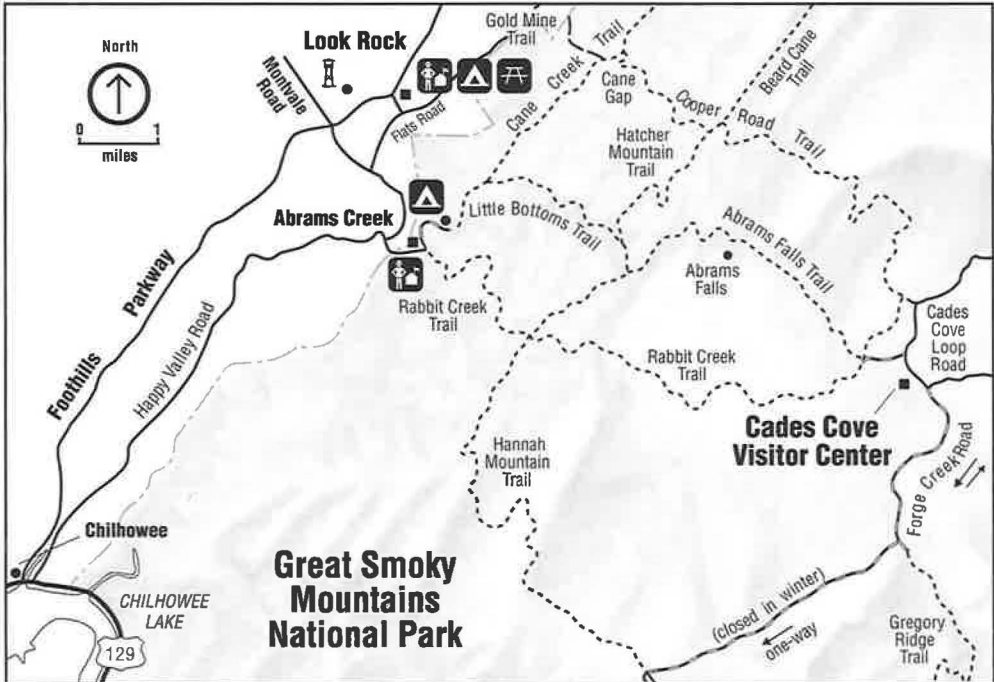 North
0 1
miles
Look Rock
Montvale
Road
Gold Mine
Trail
Flats Road
Cane Creek Trail
Cane
Gap
Beard Cane
Trail
Cooper Road Trail
Hatcher
Mountain
Trail
Abrams Creek
Little Bottoms Trail
Abrams Falls Trail
Abrams
Falls
Rabbit Creek
Trail
Foothills Parkway
Happy Valley Road
Rabbit Creek
Trail
Cades
Cove
Loop
Road
Cades Cove
Visitor Center
Hannah
Mountain
Trail
Forge Creek Road
Chilhowee
CHILHOWEE
LAKE
129
Great Smoky
Mountains
National Park
(closed in winter)
one-way
Gregory
Ridge
Trail